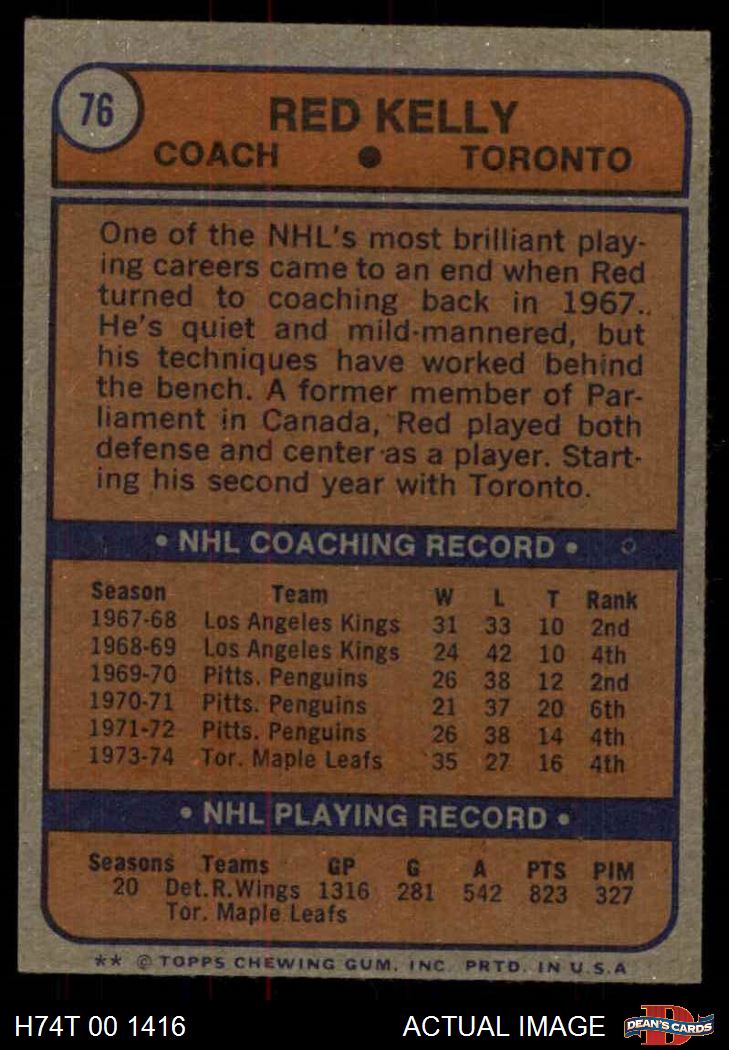 76
RED KELLY
COACH ● TORONTO
One of the NHL's most brilliant play-
ing careers came to an end when Red
turned to coaching back in 1967.
He's quiet and mild-mannered, but
his techniques have worked behind
the bench. A former member of Par-
liament in Canada, Red played both
defense and center as a player. Start-
ing his second year with Toronto.
• NHL COACHING RECORD •
Season Team W L T Rank
1967-68 Los Angeles Kings 31 33 10 2nd
1968-69 Los Angeles Kings 24 42 10 4th
1969-70 Pitts. Penguins 26 38 12 2nd
1970-71 Pitts. Penguins 21 37 20 6th
1971-72 Pitts. Penguins 26 38 14 4th
1973-74 Tor. Maple Leafs 35 27 16 4th
• NHL PLAYING RECORD •
Seasons Teams GP G A PTS PIM
20 Det.R.Wings 1316 281 542 823 327
Tor. Maple Leafs
** © TOPPS CHEWING GUM, INC. PRTD. IN U.S.A
H74T 00 1416 ACTUAL IMAGE DEAN'S CARDS